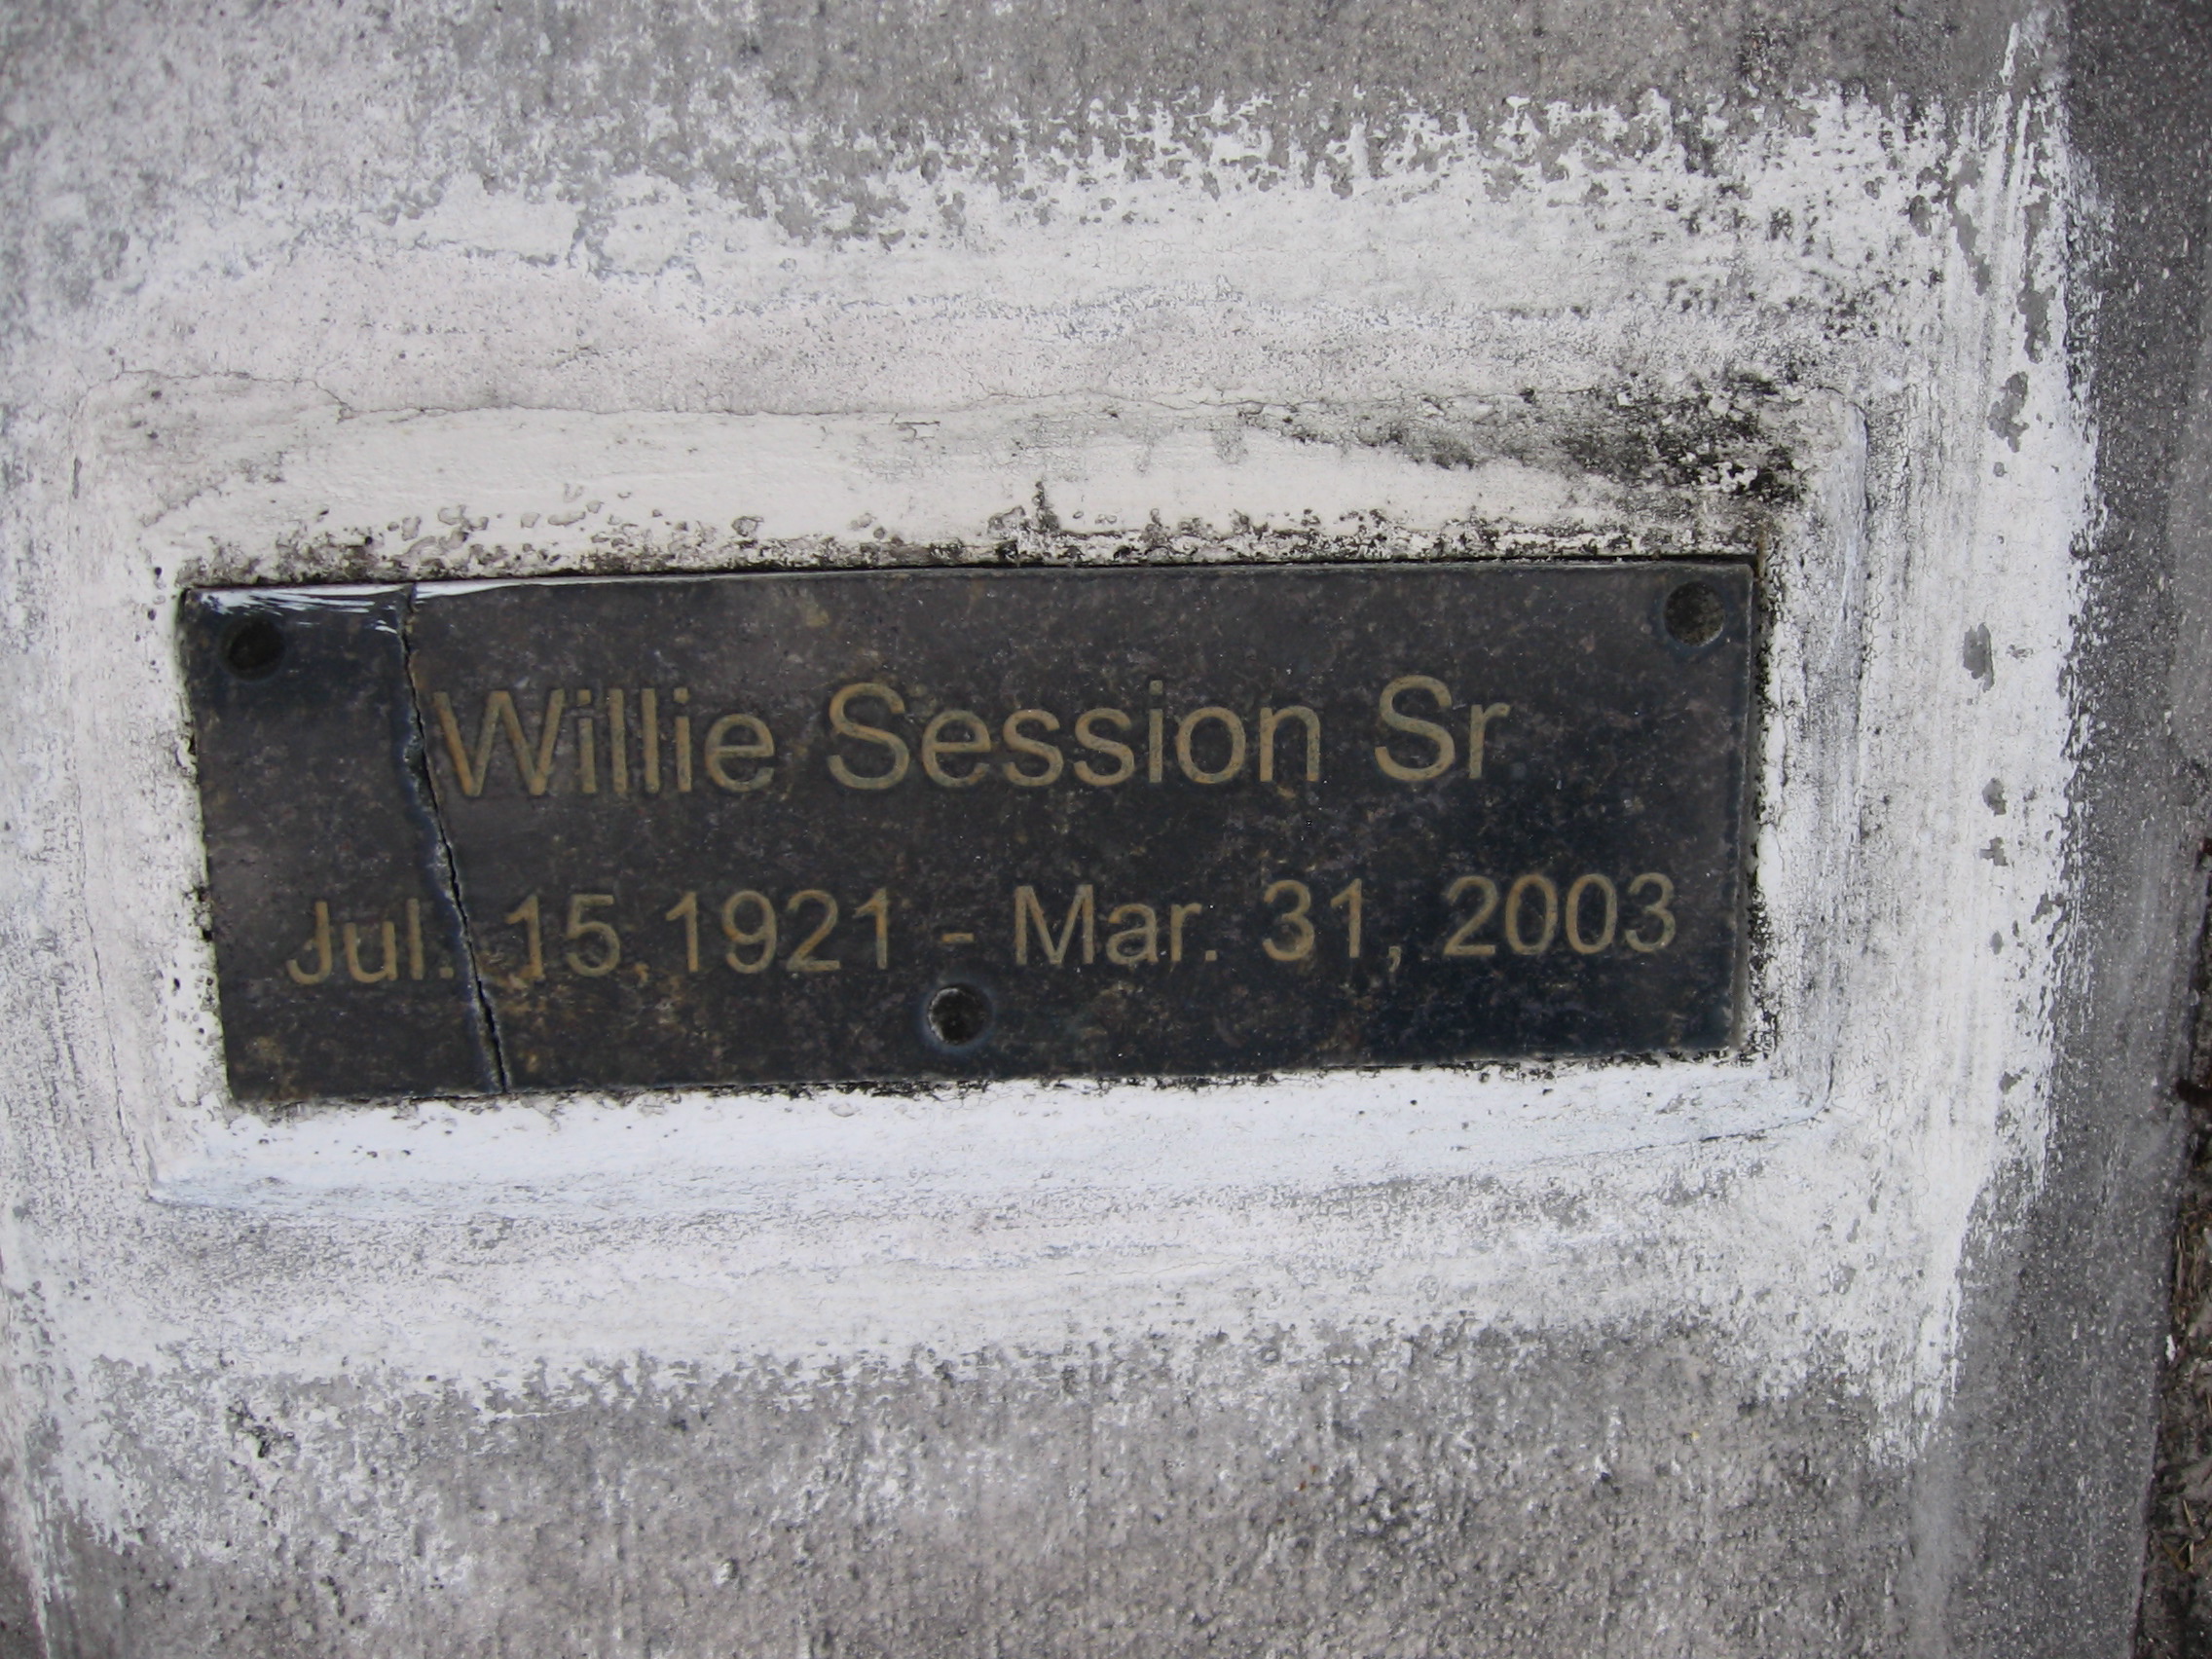 Willie Session Sr.
Jul. 15, 1921 - Mar. 31, 2003